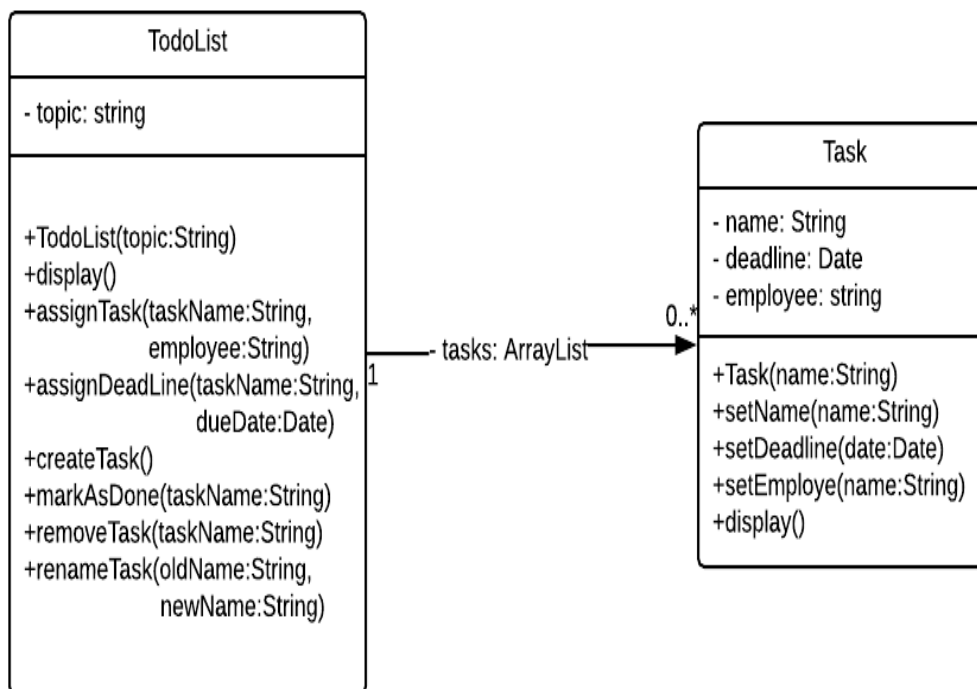 TodoList
- topic: string
+TodoList(topic:String)
+display()
+assignTask(taskName:String,
employee:String)
+assignDeadLine(taskName:String,
dueDate:Date)
+createTask()
+markAsDone(taskName:String)
+removeTask(taskName:String)
+renameTask(oldName:String,
newName:String)
1
- tasks: ArrayList
0..*
Task
- name: String
- deadline: Date
- employee: string
+Task(name:String)
+setName(name:String)
+setDeadline(date:Date)
+setEmploye(name:String)
+display()